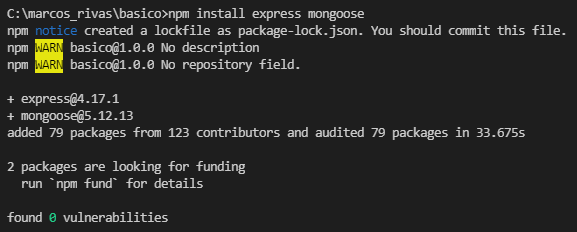 C:\marcos_rivas\basico>npm install express mongoose
npm notice created a lockfile as package-lock.json. You should commit this file.
npm WARN basico@1.0.0 No description
npm WARN basico@1.0.0 No repository field.
+ express@4.17.1
+ mongoose@5.12.13
added 79 packages from 123 contributors and audited 79 packages in 33.675s
2 packages are looking for funding
  run `npm fund` for details
found 0 vulnerabilities